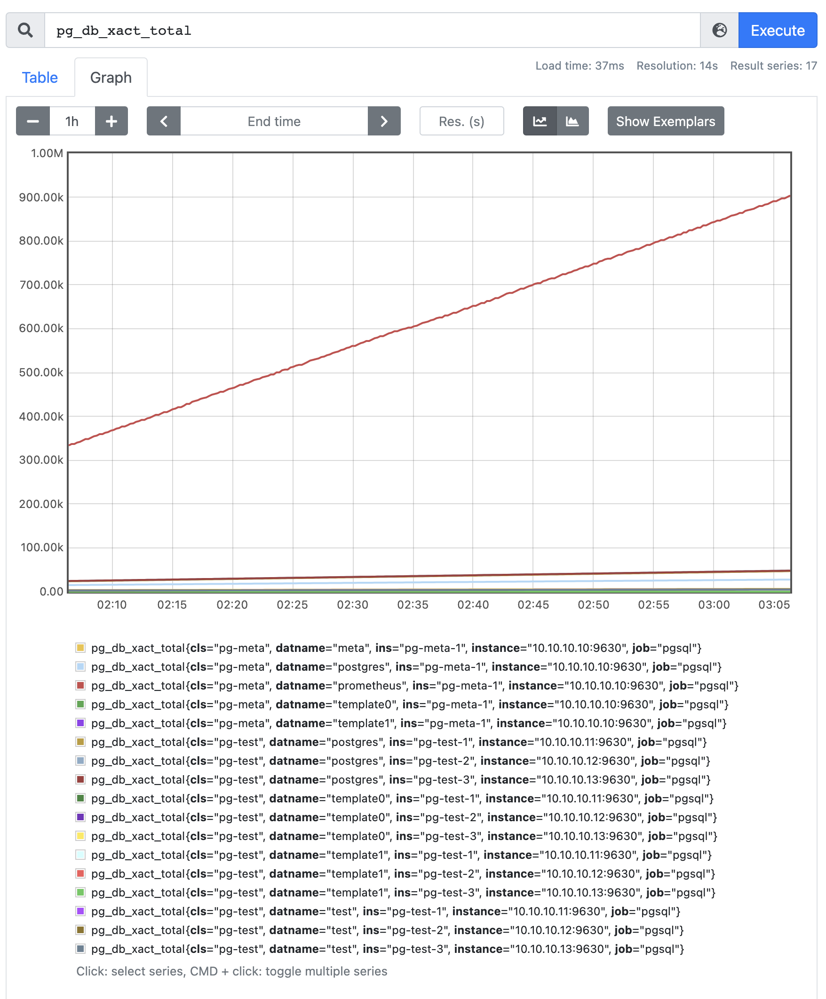 pg_db_xact_total
Execute
Load time: 37ms Resolution: 14s Result series: 17
Table
Graph
1h
End time
Res. (s)
Show Exemplars
1.00M
900.00k
800.00k
700.00k
600.00k
500.00k
400.00k
300.00k
200.00k
100.00k
0.00
02:10 02:15 02:20 02:25 02:30 02:35 02:40 02:45 02:50 02:55 03:00 03:05
pg_db_xact_total{cls="pg-meta", datname="meta", ins="pg-meta-1", instance="10.10.10.10:9630", job="pgsql"}
pg_db_xact_total{cls="pg-meta", datname="postgres", ins="pg-meta-1", instance="10.10.10.10:9630", job="pgsql"}
pg_db_xact_total{cls="pg-meta", datname="prometheus", ins="pg-meta-1", instance="10.10.10.10:9630", job="pgsql"}
pg_db_xact_total{cls="pg-meta", datname="template0", ins="pg-meta-1", instance="10.10.10.10:9630", job="pgsql"}
pg_db_xact_total{cls="pg-meta", datname="template1", ins="pg-meta-1", instance="10.10.10.10:9630", job="pgsql"}
pg_db_xact_total{cls="pg-test", datname="postgres", ins="pg-test-1", instance="10.10.10.11:9630", job="pgsql"}
pg_db_xact_total{cls="pg-test", datname="postgres", ins="pg-test-2", instance="10.10.10.12:9630", job="pgsql"}
pg_db_xact_total{cls="pg-test", datname="postgres", ins="pg-test-3", instance="10.10.10.13:9630", job="pgsql"}
pg_db_xact_total{cls="pg-test", datname="template0", ins="pg-test-1", instance="10.10.10.11:9630", job="pgsql"}
pg_db_xact_total{cls="pg-test", datname="template0", ins="pg-test-2", instance="10.10.10.12:9630", job="pgsql"}
pg_db_xact_total{cls="pg-test", datname="template0", ins="pg-test-3", instance="10.10.10.13:9630", job="pgsql"}
pg_db_xact_total{cls="pg-test", datname="template1", ins="pg-test-1", instance="10.10.10.11:9630", job="pgsql"}
pg_db_xact_total{cls="pg-test", datname="template1", ins="pg-test-2", instance="10.10.10.12:9630", job="pgsql"}
pg_db_xact_total{cls="pg-test", datname="template1", ins="pg-test-3", instance="10.10.10.13:9630", job="pgsql"}
pg_db_xact_total{cls="pg-test", datname="test", ins="pg-test-1", instance="10.10.10.11:9630", job="pgsql"}
pg_db_xact_total{cls="pg-test", datname="test", ins="pg-test-2", instance="10.10.10.12:9630", job="pgsql"}
pg_db_xact_total{cls="pg-test", datname="test", ins="pg-test-3", instance="10.10.10.13:9630", job="pgsql"}
Click: select series, CMD + click: toggle multiple series